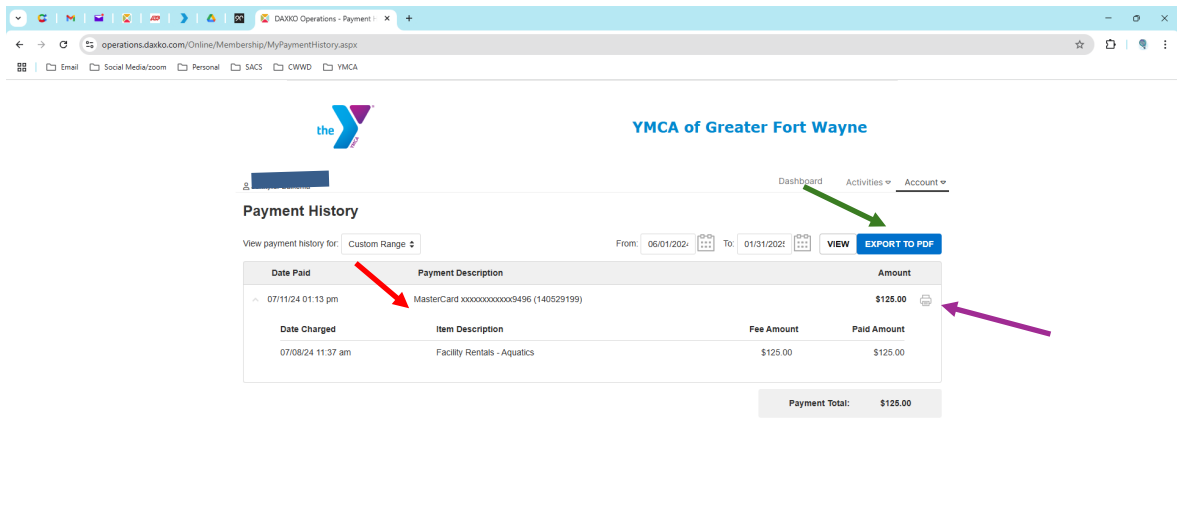 DAXKO Operations - Payment H
operations.daxko.com/Online/Membership/MyPaymentHistory.aspx
Email Social Media/zoom Personal SACS CWWD YMCA
the YMCA
YMCA of Greater Fort Wayne
Dashboard Activities Account
Payment History
View payment history for: Custom Range From: 06/01/2024 To: 01/31/202 VIEW EXPORT TO PDF
Date Paid Payment Description Amount
07/11/24 01:13 pm MasterCard xxxxxxxxxxxx9496 (140529199) $125.00
Date Charged Item Description Fee Amount Paid Amount
07/08/24 11:37 am Facility Rentals - Aquatics $125.00 $125.00
Payment Total: $125.00